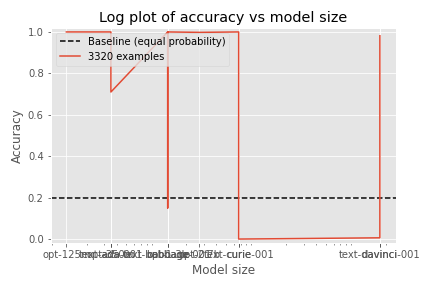 Log plot of accuracy vs model size
Baseline (equal probability)
3320 examples
1.0
0.8
0.6
0.4
0.2
0.0
Accuracy
text-curie-001
text-davinci-001
Model size